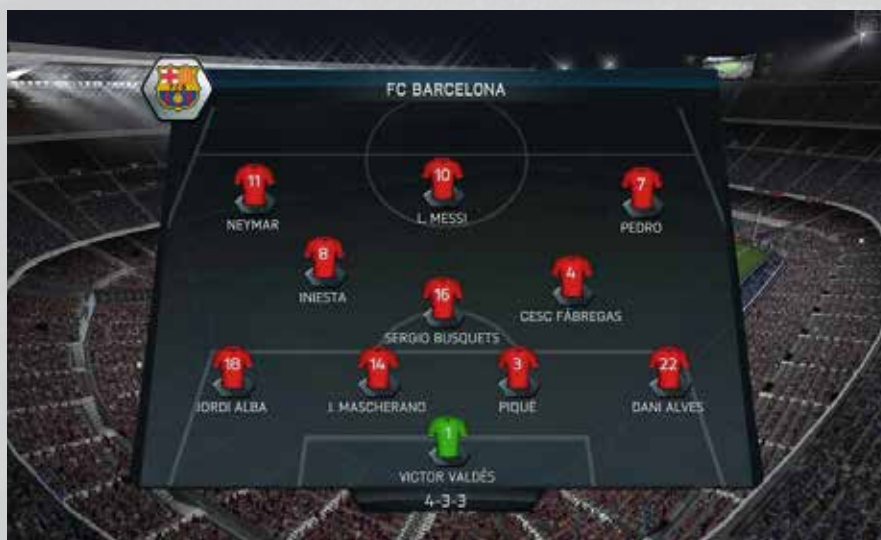 FC BARCELONA
11
NEYMAR
10
L. MESSI
7
PEDRO
8
INIESTA
4
CESC FÀBREGAS
16
SERGIO BUSQUETS
18
JORDI ALBA
14
J. MASCHERANO
3
PIQUÉ
22
DANI ALVES
1
VICTOR VALDÉS
4-3-3